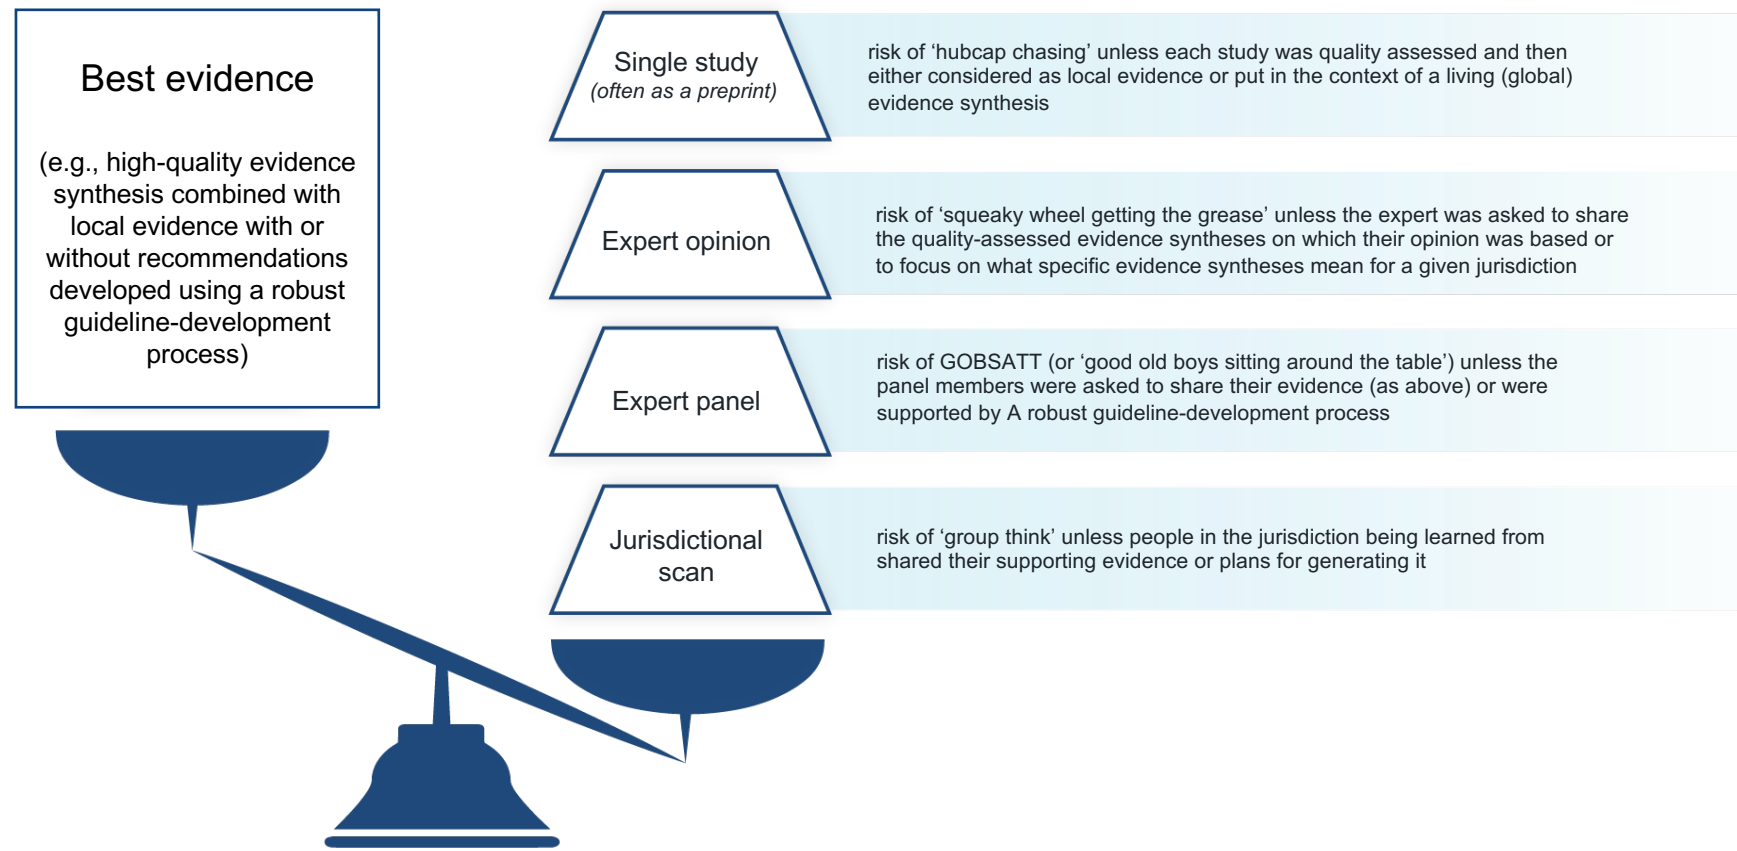 Best evidence
(e.g., high-quality evidence
synthesis combined with
local evidence with or
without recommendations
developed using a robust
guideline-development
process)
Single study
(often as a preprint)
risk of ‘hubcap chasing’ unless each study was quality assessed and then
either considered as local evidence or put in the context of a living (global)
evidence synthesis
Expert opinion
risk of ‘squeaky wheel getting the grease’ unless the expert was asked to share
the quality-assessed evidence syntheses on which their opinion was based or
to focus on what specific evidence syntheses mean for a given jurisdiction
Expert panel
risk of GOBSATT (or ‘good old boys sitting around the table’) unless the
panel members were asked to share their evidence (as above) or were
supported by A robust guideline-development process
Jurisdictional
scan
risk of ‘group think’ unless people in the jurisdiction being learned from
shared their supporting evidence or plans for generating it